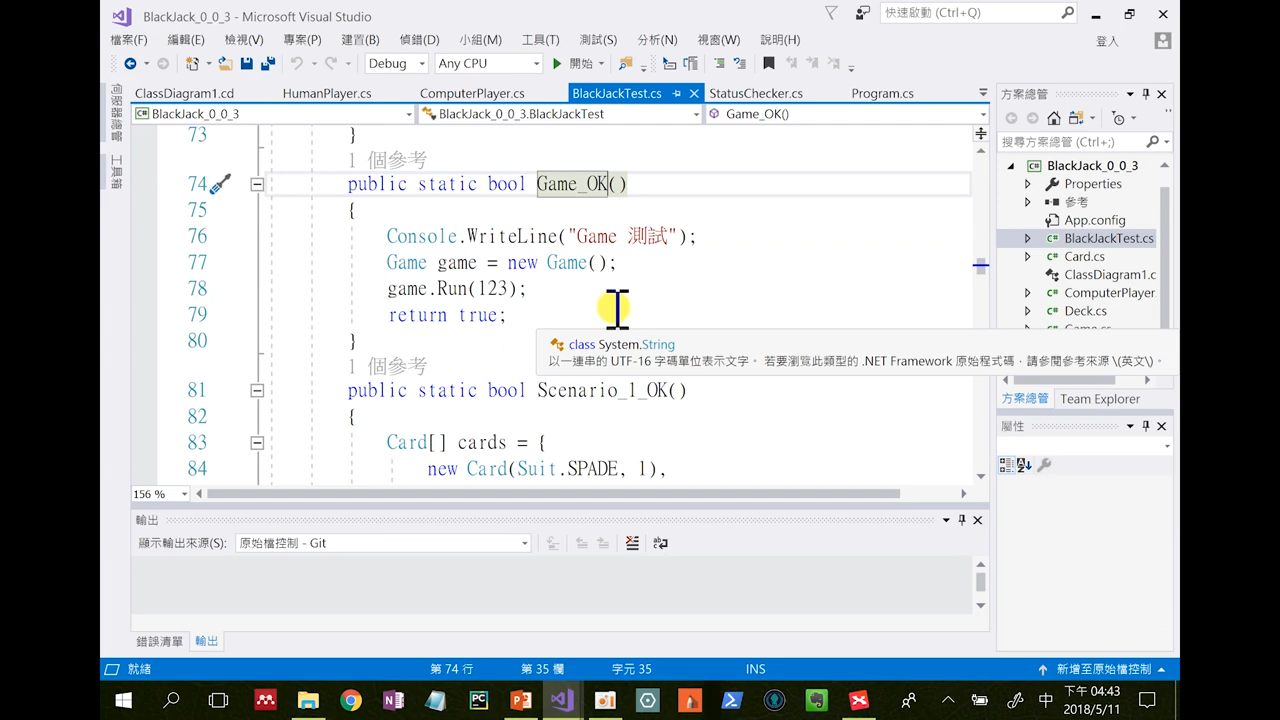 BlackJack_0_0_3 - Microsoft Visual Studio
快速啟動 (Ctrl+Q)
檔案(F) 編輯(E) 檢視(V) 專案(P) 建置(B) 偵錯(D) 小組(M) 工具(T) 測試(S) 分析(N) 視窗(W) 說明(H) 登入
Debug Any CPU 開始
ClassDiagram1.cd HumanPlayer.cs ComputerPlayer.cs BlackJackTest.cs StatusChecker.cs Program.cs
BlackJack_0_0_3 BlackJack_0_0_3.BlackJackTest Game_OK()
伺服器總管
工具箱
73 }
1 個參考
74 public static bool Game_OK()
75 {
76 Console.WriteLine("Game 測試");
77 Game game = new Game();
78 game.Run(123);
79 return true;
80 }
class System.String
以一連串的 UTF-16 字碼單位表示文字。 若要瀏覽此類型的 .NET Framework 原始程式碼，請參閱參考來源 \(英文\)。
1 個參考
81 public static bool Scenario_1_OK()
82 {
83 Card[] cards = {
84 new Card(Suit.SPADE, 1),
156 %
方案總管
搜尋方案總管 (Ctrl+;)
BlackJack_0_0_3
Properties
參考
App.config
BlackJackTest.cs
Card.cs
ClassDiagram1.c
ComputerPlayer
Deck.cs
Game.cs
方案總管 Team Explorer
屬性
輸出
顯示輸出來源(S): 原始檔控制 - Git
錯誤清單 輸出
就緒 第 74 行 第 35 欄 字元 35 INS 新增至原始檔控制
中 下午 04:43
2018/5/11